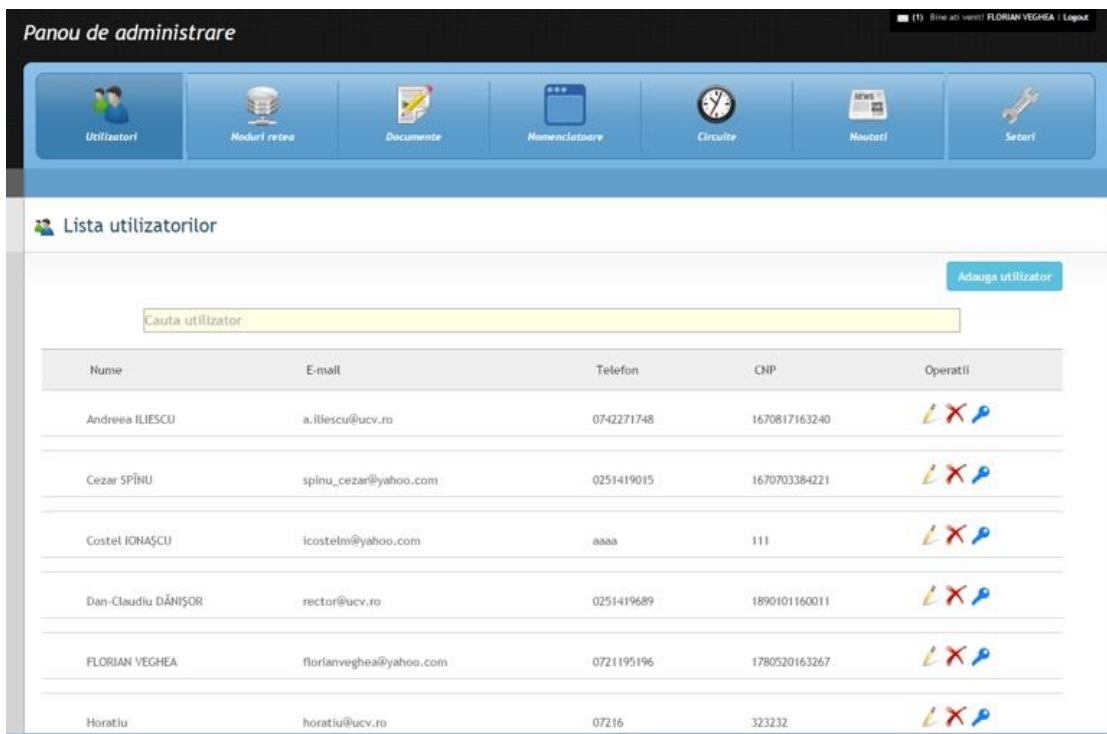 (1) Bine ati venit! FLORIAN VEGHEA | Logout
Panou de administrare
Utilizatori Noduri retea Documente Nomenclatoare Circuite Noutati Setari
NEWS
Lista utilizatorilor
Adauga utilizator
Cauta utilizator
Nume E-mail Telefon CNP Operatii
Andreea ILIESCU a.iliescu@ucv.ro 0742271748 1670817163240
Cezar SPÎNU spinu_cezar@yahoo.com 0251419015 1670703384221
Costel IONAŞCU icostelm@yahoo.com aaaa 111
Dan-Claudiu DĂNIŞOR rector@ucv.ro 0251419689 1890101160011
FLORIAN VEGHEA florianveghea@yahoo.com 0721195196 1780520163267
Horatiu horatiu@ucv.ro 07216 323232